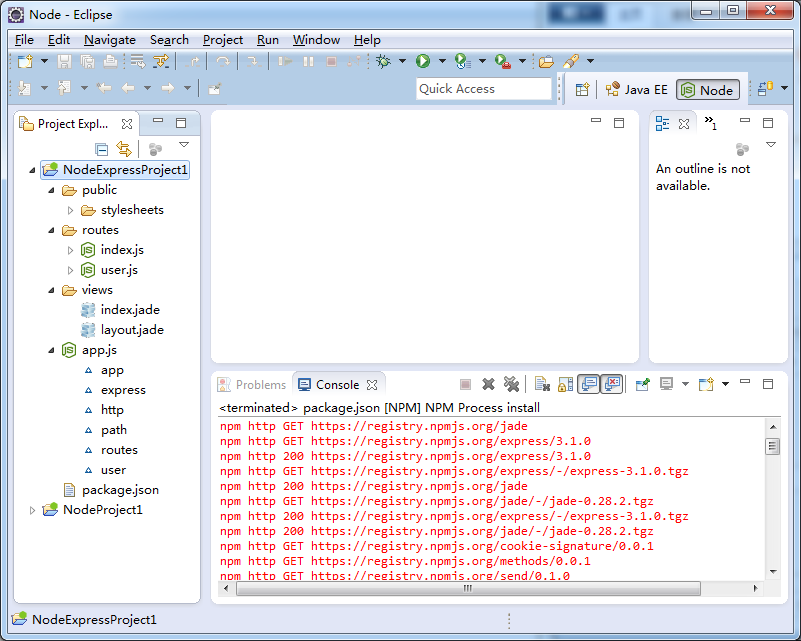 Node - Eclipse
File Edit Navigate Search Project Run Window Help
Quick Access
Java EE
Node
Project Expl...
NodeExpressProject1
public
stylesheets
routes
index.js
user.js
views
index.jade
layout.jade
app.js
app
express
http
path
routes
user
package.json
NodeProject1
»1
An outline is not
available.
Problems
Console
<terminated> package.json [NPM] NPM Process install
npm http GET https://registry.npmjs.org/jade
npm http GET https://registry.npmjs.org/express/3.1.0
npm http 200 https://registry.npmjs.org/express/3.1.0
npm http GET https://registry.npmjs.org/express/-/express-3.1.0.tgz
npm http 200 https://registry.npmjs.org/jade
npm http GET https://registry.npmjs.org/jade/-/jade-0.28.2.tgz
npm http 200 https://registry.npmjs.org/express/-/express-3.1.0.tgz
npm http 200 https://registry.npmjs.org/jade/-/jade-0.28.2.tgz
npm http GET https://registry.npmjs.org/cookie-signature/0.0.1
npm http GET https://registry.npmjs.org/methods/0.0.1
npm http GET https://registry.npmjs.org/send/0.1.0
NodeExpressProject1